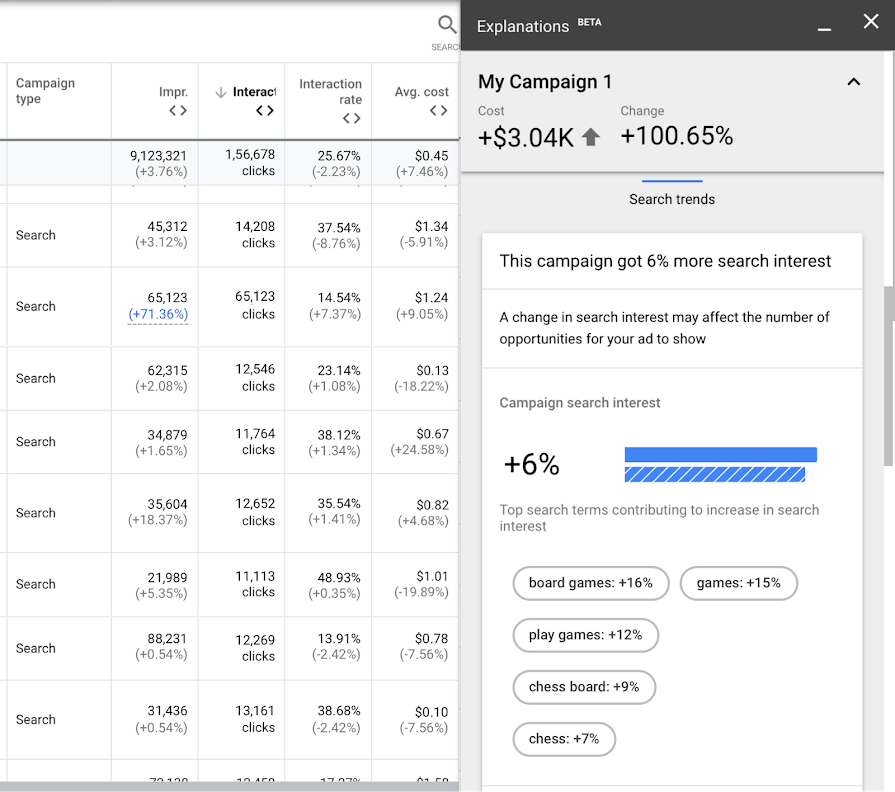 SEARC
Campaign type
Impr.
Interact
Interaction rate
Avg. cost
9,123,321 1,56,678 25.67% $0.45
(+3.76%) clicks (-2.23%) (+7.46%)
45,312 14,208 37.54% $1.34
Search
(+3.12%) clicks (-8.76%) (-5.91%)
65,123 65,123 14.54% $1.24
Search
(+71.36%) clicks (+7.37%) (+9.05%)
62,315 12,546 23.14% $0.13
Search
(+2.08%) clicks (+1.08%) (-18.22%)
34,879 11,764 38.12% $0.67
Search
(+1.65%) clicks (+1.34%) (+24.58%)
35,604 12,652 35.54% $0.82
Search
(+18.37%) clicks (+1.41%) (+4.68%)
21,989 11,113 48.93% $1.01
Search
(+5.35%) clicks (+0.35%) (-19.89%)
88,231 12,269 13.91% $0.78
Search
(+0.54%) clicks (-2.42%) (-7.56%)
31,436 13,161 38.68% $0.10
Search
(+0.54%) clicks (-2.42%) (-7.56%)
Explanations BETA
My Campaign 1
Cost Change
+$3.04K +100.65%
Search trends
This campaign got 6% more search interest
A change in search interest may affect the number of
opportunities for your ad to show
Campaign search interest
+6%
Top search terms contributing to increase in search
interest
board games: +16% games: +15%
play games: +12%
chess board: +9%
chess: +7%